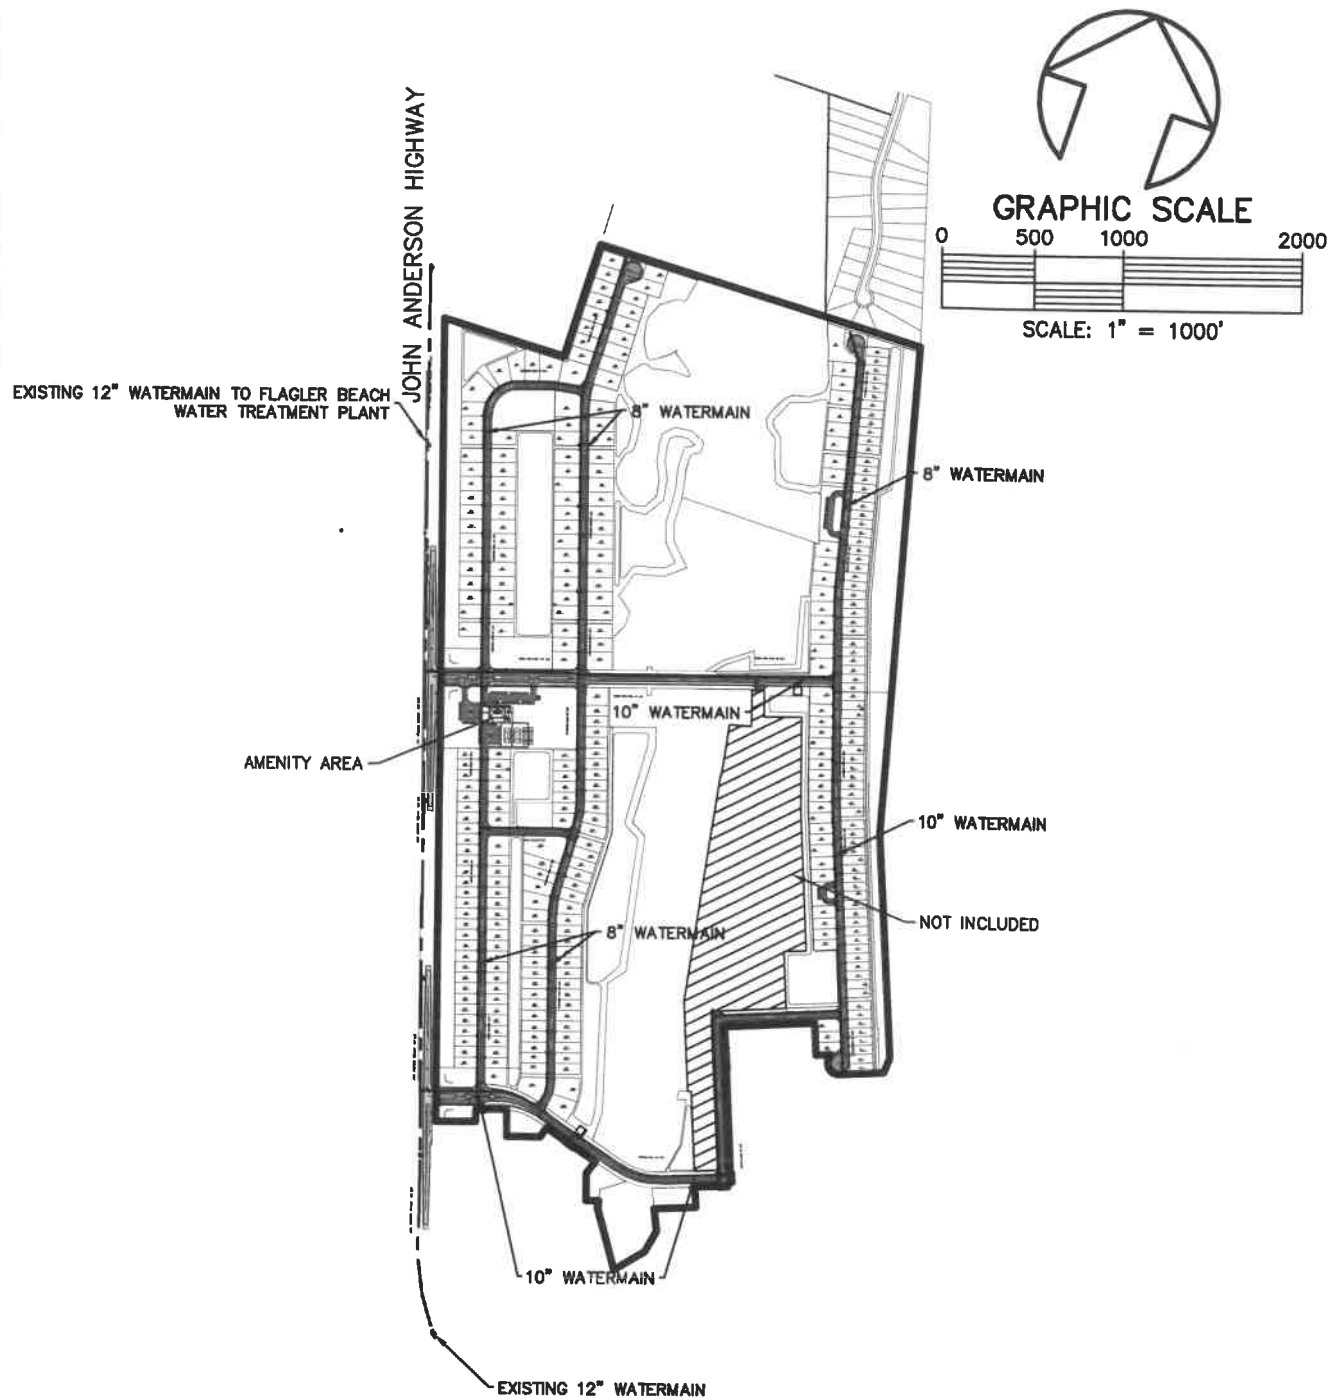 JOHN ANDERSON HIGHWAY
GRAPHIC SCALE
0 500 1000 2000
SCALE: 1" = 1000'
EXISTING 12" WATERMAIN TO FLAGLER BEACH
WATER TREATMENT PLANT
8" WATERMAIN
8" WATERMAIN
10" WATERMAIN
AMENITY AREA
10" WATERMAIN
NOT INCLUDED
8" WATERMAIN
10" WATERMAIN
EXISTING 12" WATERMAIN